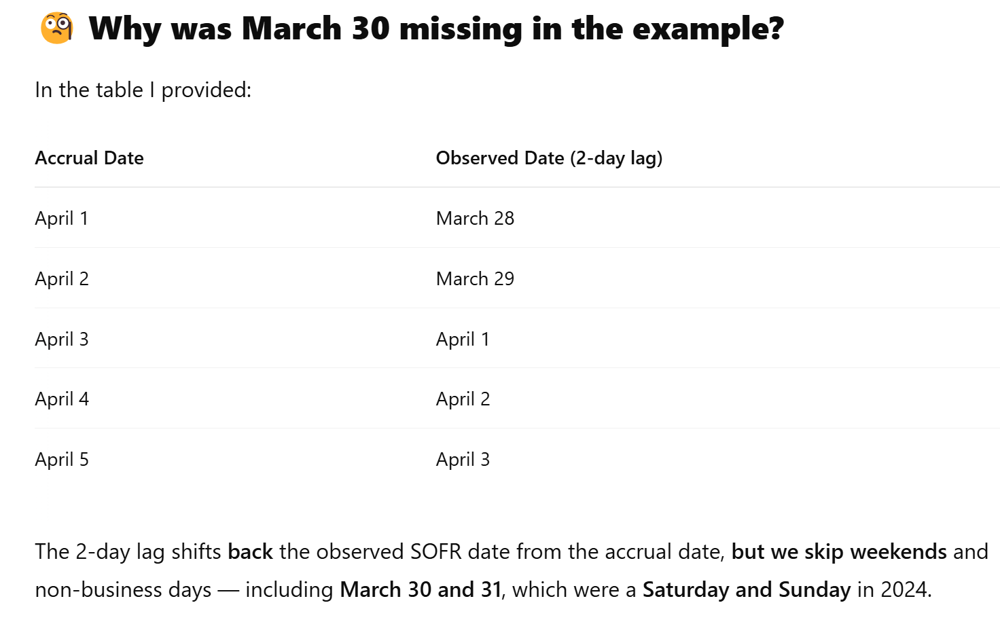 🧐 Why was March 30 missing in the example?
In the table I provided:
Accrual Date Observed Date (2-day lag)
April 1 March 28
April 2 March 29
April 3 April 1
April 4 April 2
April 5 April 3
The 2-day lag shifts back the observed SOFR date from the accrual date, but we skip weekends and
non-business days — including March 30 and 31, which were a Saturday and Sunday in 2024.